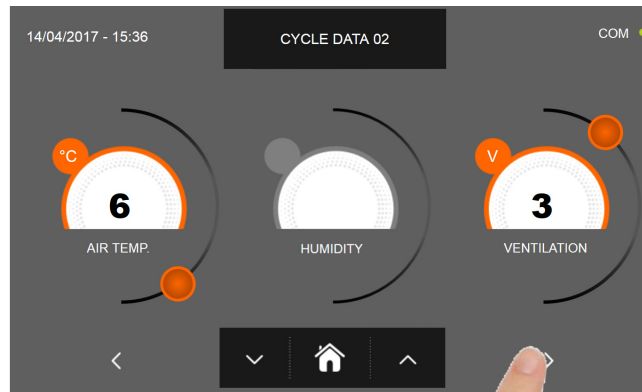 14/04/2017 - 15:36
CYCLE DATA 02
COM
°C
V
6
3
AIR TEMP.
HUMIDITY
VENTILATION